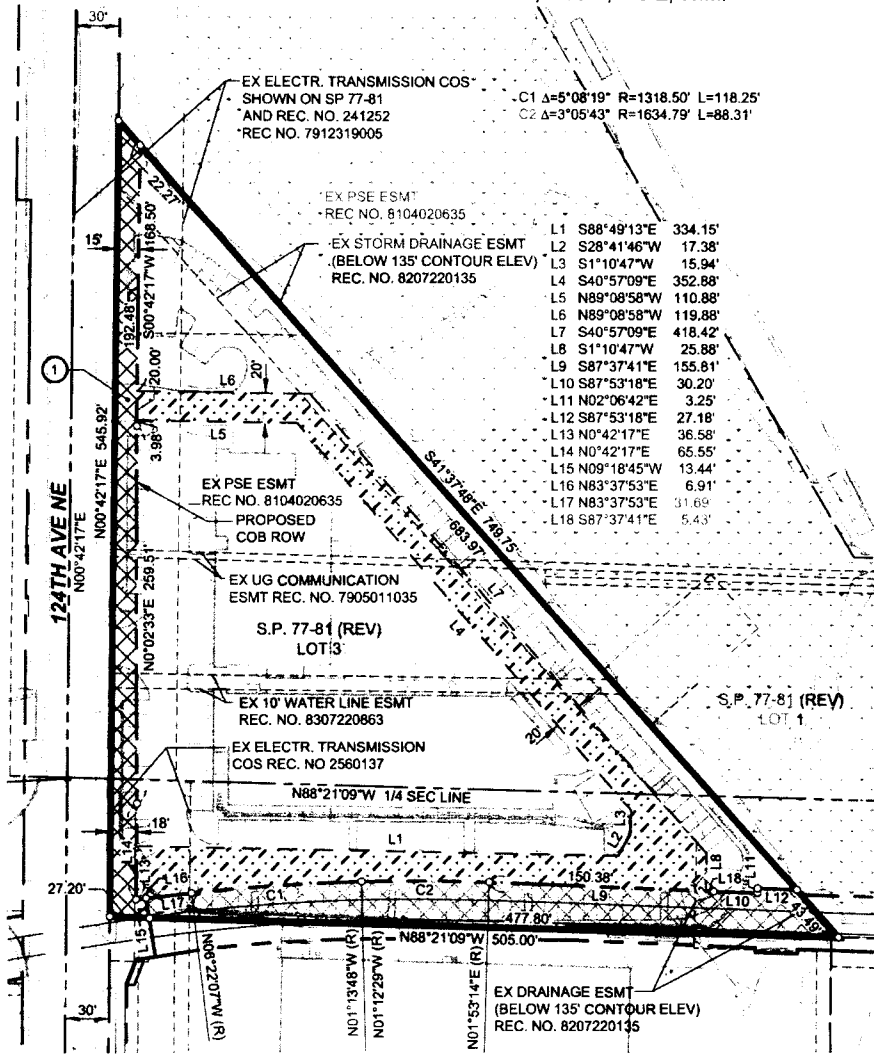 30'
EX ELECTR. TRANSMISSION COS
SHOWN ON SP 77-81
AND REC. NO. 241252
REC NO. 7912319005
C1 Δ=5°08'19" R=1318.50' L=118.25'
C2 Δ=3°05'43" R=1634.79' L=88.31'
22.27'
EX PSE ESMT
REC NO. 8104020635
EX STORM DRAINAGE ESMT
(BELOW 135' CONTOUR ELEV)
REC. NO. 8207220135
15'
S00°42'17"W 168.50'
192.48'
L1 S88°49'13"E 334.15'
L2 S28°41'46"W 17.38'
L3 S1°10'47"W 15.94'
L4 S40°57'09"E 352.88'
L5 N89°08'58"W 110.88'
L6 N89°08'58"W 119.88'
L7 S40°57'09"E 418.42'
L8 S1°10'47"W 25.88'
L9 S87°37'41"E 155.81'
L10 S87°53'18"E 30.20'
L11 N02°06'42"E 3.25'
L12 S87°53'18"E 27.18'
L13 N0°42'17"E 36.58'
L14 N0°42'17"E 65.55'
L15 N09°18'45"W 13.44'
L16 N83°37'53"E 6.91'
L17 N83°37'53"E 31.69'
L18 S87°37'41"E 5.43'
1
20.00'
L6
20'
L5
3.98'
N00°42'17"E 545.92'
124TH AVE NE
N00°42'17"E
S41°37'48"E 749.75'
683.97'
EX PSE ESMT
REC NO. 8104020635
PROPOSED
COB ROW
N0°02'33"E 259.51'
EX UG COMMUNICATION
ESMT REC. NO. 7905011035
L7
L4
S.P. 77-81 (REV)
LOT 3
S.P. 77-81 (REV)
LOT 1
EX 10' WATER LINE ESMT
REC. NO. 8307220863
20'
EX ELECTR. TRANSMISSION
COS REC. NO 2560137
N88°21'09"W 1/4 SEC LINE
18'
L1
L2
L3
L14
L13
L16
L17
C1
C2
150.38'
L9
L8
L18
L11
L10
L12
43.49'
27.20'
477.80'
N88°21'09"W 505.00'
L15
N06°22'07"W (R)
N01°13'48"W (R)
N01°12'29"W (R)
N01°53'14"E (R)
30'
EX DRAINAGE ESMT
(BELOW 135' CONTOUR ELEV)
REC. NO. 8207220135